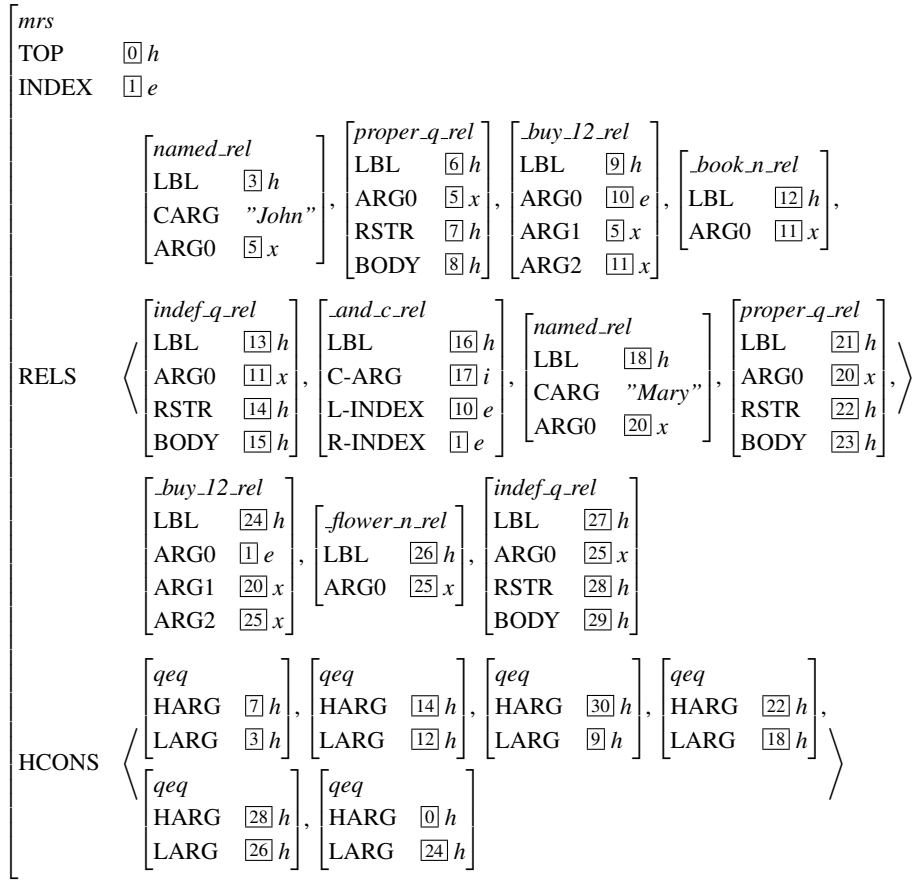 mrs
TOP 0 h
INDEX 1 e
named_rel proper_q_rel _buy_12_rel
LBL 3 h LBL 6 h LBL 9 h _book_n_rel
CARG ”John” ARG0 5 x ARG0 10 e LBL 12 h
ARG0 5 x RSTR 7 h ARG1 5 x ARG0 11 x
BODY 8 h ARG2 11 x
indef_q_rel _and_c_rel named_rel proper_q_rel
LBL 13 h LBL 16 h LBL 18 h LBL 21 h
RELS ⟨ ARG0 11 x , C-ARG 17 i , CARG ”Mary” , ARG0 20 x , ⟩
RSTR 14 h L-INDEX 10 e ARG0 20 x RSTR 22 h
BODY 15 h R-INDEX 1 e BODY 23 h
_buy_12_rel indef_q_rel
LBL 24 h _flower_n_rel LBL 27 h
ARG0 1 e , LBL 26 h , ARG0 25 x
ARG1 20 x ARG0 25 x RSTR 28 h
ARG2 25 x BODY 29 h
qeq qeq qeq qeq
HARG 7 h , HARG 14 h , HARG 30 h , HARG 22 h ,
LARG 3 h LARG 12 h LARG 9 h LARG 18 h
HCONS ⟨ ⟩
qeq qeq
HARG 28 h , HARG 0 h
LARG 26 h LARG 24 h